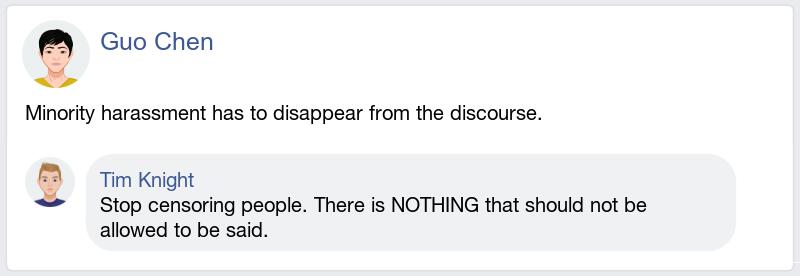 Guo Chen
Minority harassment has to disappear from the discourse.
Tim Knight
Stop censoring people. There is NOTHING that should not be
allowed to be said.